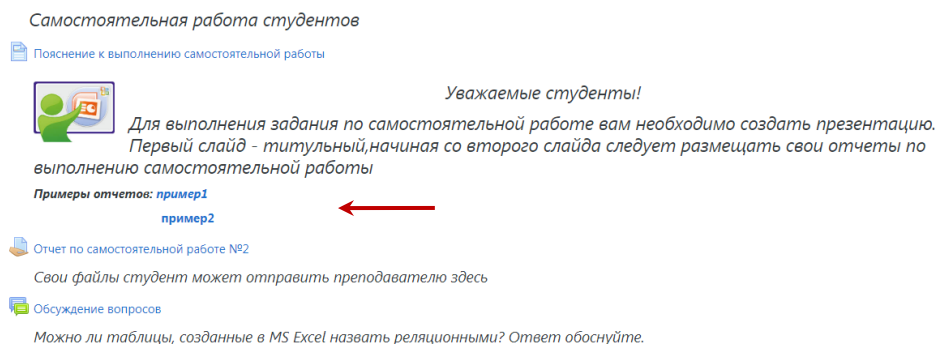 Самостоятельная работа студентов
Пояснение к выполнению самостоятельной работы
Уважаемые студенты!
Для выполнения задания по самостоятельной работе вам необходимо создать презентацию.
Первый слайд - титульный,начиная со второго слайда следует размещать свои отчеты по
выполнению самостоятельной работы
Примеры отчетов: пример1
пример2
Отчет по самостоятельной работе №2
Свои файлы студент может отправить преподавателю здесь
Обсуждение вопросов
Можно ли таблицы, созданные в MS Excel назвать реляционными? Ответ обоснуйте.